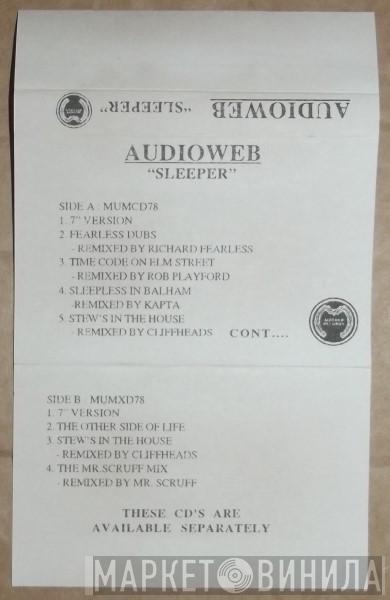 AUDIOWEB "SLEEPER"
AUDIOWEB
"SLEEPER"
SIDE A : MUMCD78
1. 7" VERSION
2. FEARLESS DUBS
- REMIXED BY RICHARD FEARLESS
3. TIME CODE ON ELM STREET
- REMIXED BY ROB PLAYFORD
4. SLEEPLESS IN BALHAM
-REMIXED BY KAPTA
5. STEW'S IN THE HOUSE
- REMIXED BY CLIFFHEADS CONT....
SIDE B : MUMXD78
1. 7" VERSION
2. THE OTHER SIDE OF LIFE
3. STEW'S IN THE HOUSE
- REMIXED BY CLIFFHEADS
4. THE MR.SCRUFF MIX
- REMIXED BY MR. SCRUFF
THESE CD'S ARE
AVAILABLE SEPARATELY
МАРКЕТ ВИНИЛА